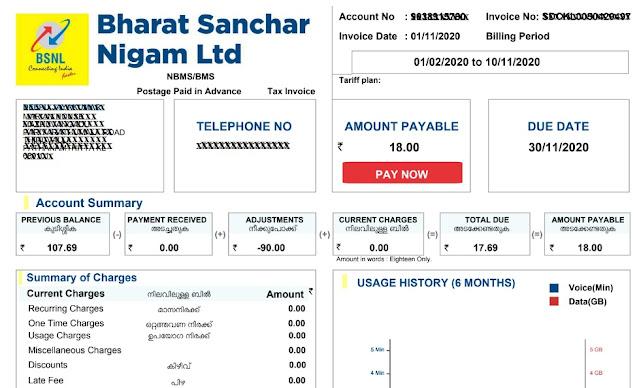 BSNL
Connecting India
faster
Bharat Sanchar
Nigam Ltd
NBMS/BMS
Postage Paid in Advance Tax Invoice
Account No :
Invoice No:
Invoice Date : 01/11/2020 Billing Period
01/02/2020 to 10/11/2020
Tariff plan:
ROAD
TELEPHONE NO
AMOUNT PAYABLE
₹ 18.00
PAY NOW
DUE DATE
30/11/2020
Account Summary
PREVIOUS BALANCE
കുടിശ്ശിക
₹ 107.69
(-)
PAYMENT RECEIVED
അടച്ചതുക
₹ 0.00
(+)
ADJUSTMENTS
നീക്കുപോക്ക്
₹ -90.00
(+)
CURRENT CHARGES
നിലവിലുള്ള ബിൽ
₹ 0.00
(=)
TOTAL DUE
അടക്കേണ്ടതുക
₹ 17.69
(=)
AMOUNT PAYABLE
അടക്കേണ്ടതുക
₹ 18.00
Amount in words : Eighteen Only.
Summary of Charges
Current Charges നിലവിലുള്ള ബിൽ Amount ₹
Recurring Charges മാസനിരക്ക് 0.00
One Time Charges ഒറ്റത്തവണ നിരക്ക് 0.00
Usage Charges ഉപയോഗ നിരക്ക് 0.00
Miscellaneous Charges 0.00
Discounts കിഴിവ് 0.00
Late Fee പിഴ 0.00
USAGE HISTORY (6 MONTHS)
Voice(Min)
Data(GB)
5 Min 5 GB
4 Min 4 GB